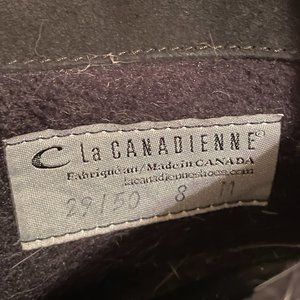 La CANADIENNE®
Fabriqué au/Made in CANADA
lacanadienneshoes.com
29150 8 11